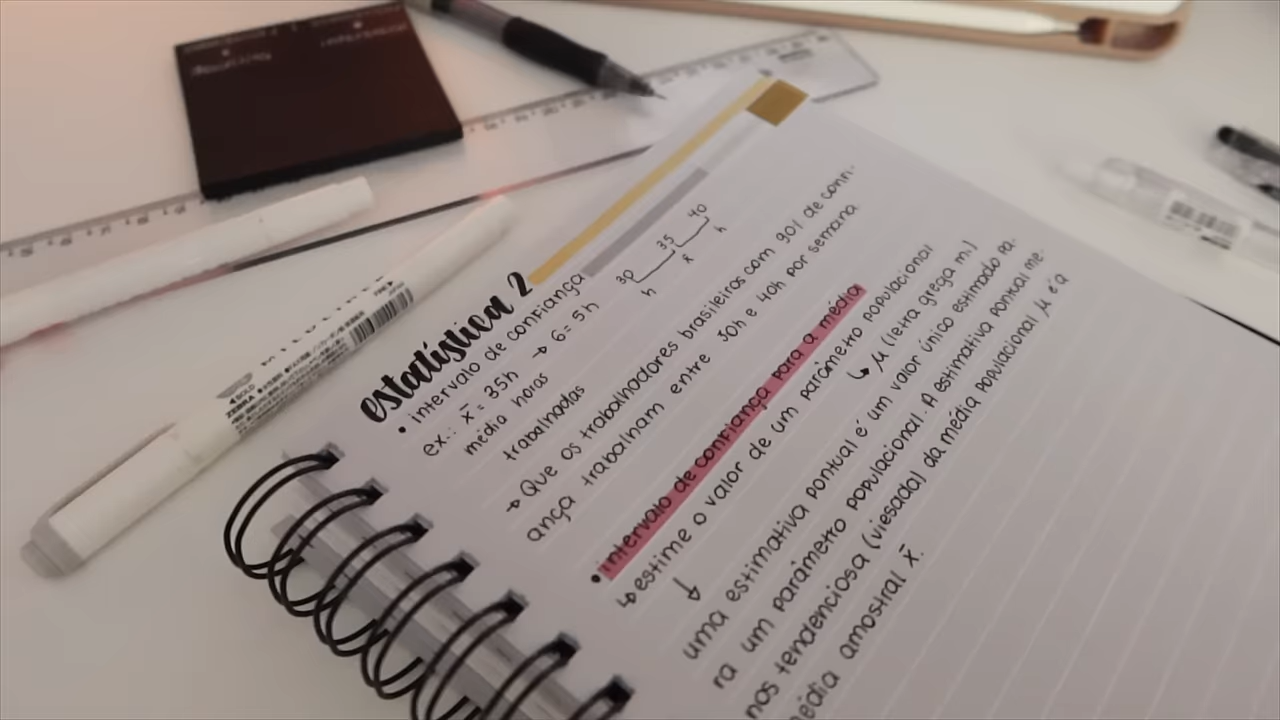 estatística 2
• intervalo de confiança
30 35 40
h x̄ h
ex.: x̄ = 35h → 6 = 5h
média horas
trabalhadas
→ Que os trabalhadores brasileiros com 90% de confi-
ança trabalham entre 30h e 40h por semana
• intervalo de confiança para a média
↳ estime o valor de um parâmetro populacional
↳ μ (letra grega mi)
↓
uma estimativa pontual é um valor único estimado pa-
ra um parâmetro populacional. A estimativa pontual me-
nos tendenciosa (viesada) da média populacional μ é a
média amostral x̄.
ZEBRA